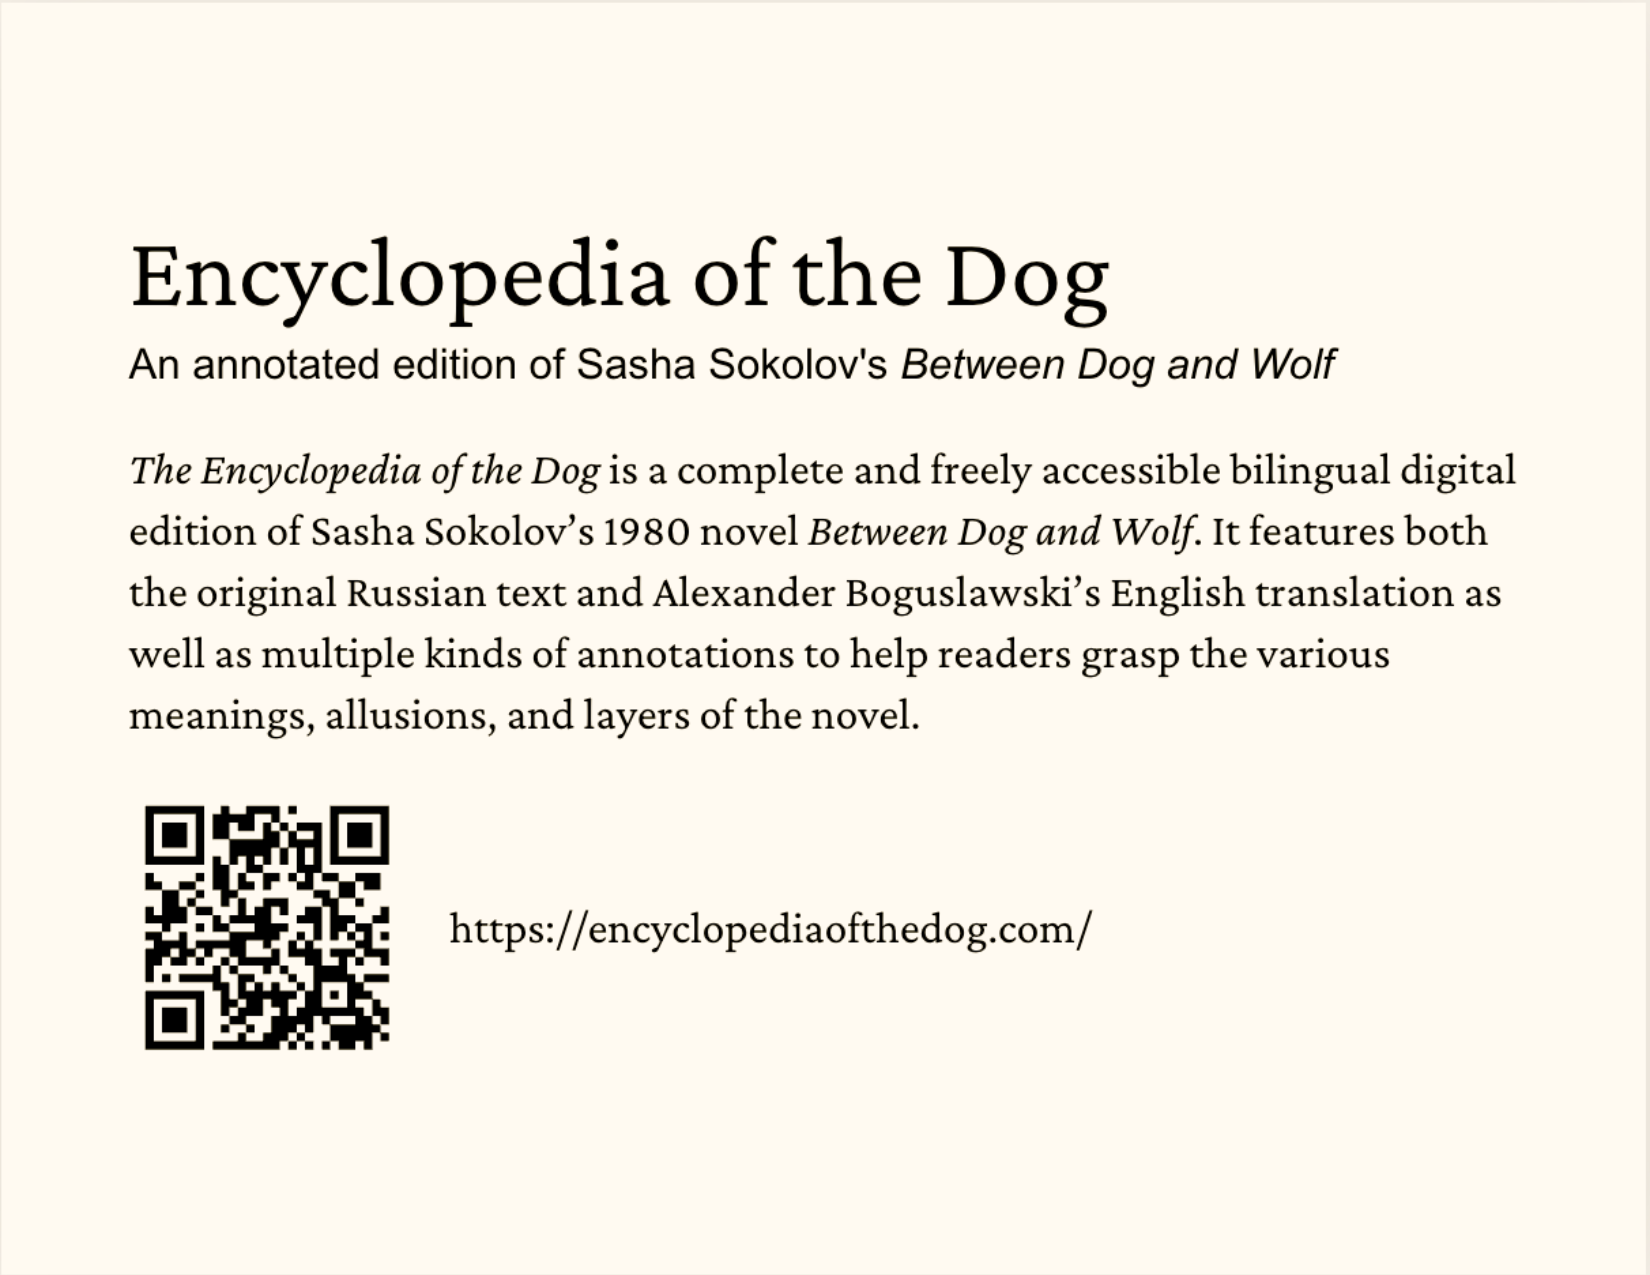 Encyclopedia of the Dog
An annotated edition of Sasha Sokolov's Between Dog and Wolf
The Encyclopedia of the Dog is a complete and freely accessible bilingual digital
edition of Sasha Sokolov’s 1980 novel Between Dog and Wolf. It features both
the original Russian text and Alexander Boguslawski’s English translation as
well as multiple kinds of annotations to help readers grasp the various
meanings, allusions, and layers of the novel.
https://encyclopediaofthedog.com/